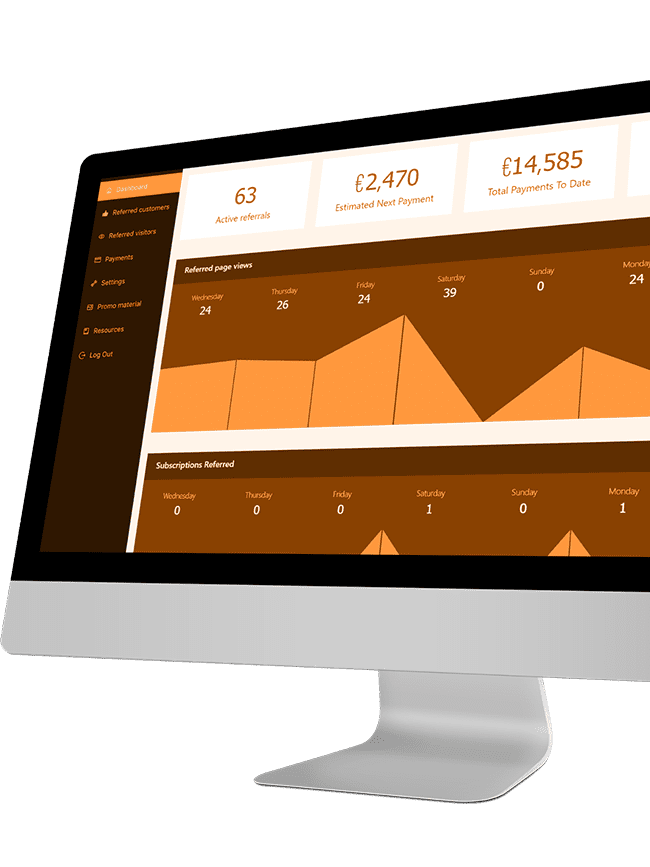 Dashboard
Referred customers
Referred visitors
Payments
Settings
Promo material
Resources
Log Out
63
Active referrals
€2,470
Estimated Next Payment
€14,585
Total Payments To Date
Referred page views
Wednesday Thursday Friday Saturday Sunday Monday
24 26 24 39 0 24
Subscriptions Referred
Wednesday Thursday Friday Saturday Sunday Monday
0 0 0 1 0 1